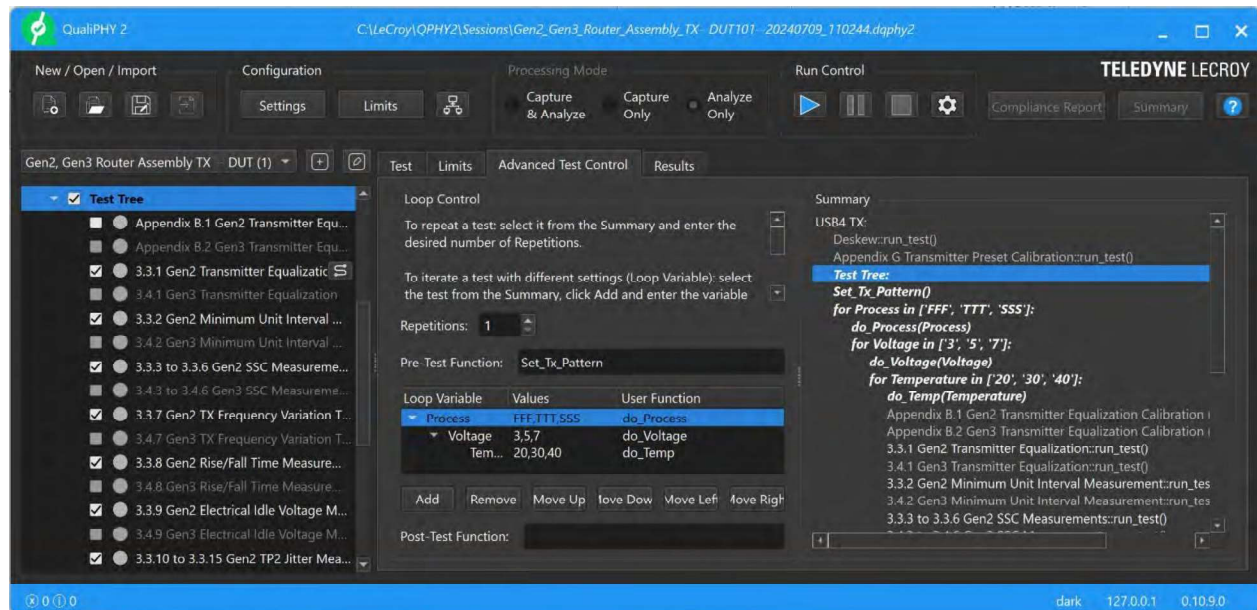 QualiPHY 2
C:\LeCroy\QPHY2\Sessions\Gen2_Gen3_Router_Assembly_TX- DUT101--20240709_110244.dqphy2
New / Open / Import
Configuration
Processing Mode
Run Control
TELEDYNE LECROY
Settings
Limits
Capture & Analyze
Capture Only
Analyze Only
Compliance Report
Summary
?
Gen2, Gen3 Router Assembly TX DUT (1)
Test
Limits
Advanced Test Control
Results
Test Tree
Appendix B.1 Gen2 Transmitter Equ...
Appendix B.2 Gen3 Transmitter Equ...
3.3.1 Gen2 Transmitter Equalizatic
3.4.1 Gen3 Transmitter Equalization
3.3.2 Gen2 Minimum Unit Interval ...
3.4.2 Gen3 Minimum Unit Interval ...
3.3.3 to 3.3.6 Gen2 SSC Measureme...
3.4.3 to 3.4.6 Gen3 SSC Measureme...
3.3.7 Gen2 TX Frequency Variation T...
3.4.7 Gen3 TX Frequency Variation T...
3.3.8 Gen2 Rise/Fall Time Measure...
3.4.8 Gen3 Rise/Fall Time Measure...
3.3.9 Gen2 Electrical Idle Voltage M...
3.4.9 Gen3 Electrical Idle Voltage M...
3.3.10 to 3.3.15 Gen2 TP2 Jitter Mea...
Loop Control
To repeat a test: select it from the Summary and enter the
desired number of Repetitions.
To iterate a test with different settings (Loop Variable): select
the test from the Summary, click Add and enter the variable
Repetitions: 1
Pre-Test Function: Set_Tx_Pattern
Loop Variable Values User Function
Process FFF,TTT,SSS do_Process
Voltage 3,5,7 do_Voltage
Tem... 20,30,40 do_Temp
Add Remove Move Up Move Dow Move Left Move Righ
Post-Test Function:
Summary
USB4 TX:
Deskew::run_test()
Appendix G Transmitter Preset Calibration::run_test()
Test Tree:
Set_Tx_Pattern()
for Process in ['FFF', 'TTT', 'SSS']:
do_Process(Process)
for Voltage in ['3', '5', '7']:
do_Voltage(Voltage)
for Temperature in ['20', '30', '40']:
do_Temp(Temperature)
Appendix B.1 Gen2 Transmitter Equalization Calibration
Appendix B.2 Gen3 Transmitter Equalization Calibration
3.3.1 Gen2 Transmitter Equalization::run_test()
3.4.1 Gen3 Transmitter Equalization::run_test()
3.3.2 Gen2 Minimum Unit Interval Measurement::run_tes
3.4.2 Gen3 Minimum Unit Interval Measurement::run_tes
3.3.3 to 3.3.6 Gen2 SSC Measurements::run_test()
0 0
dark 127.0.0.1 0.10.9.0